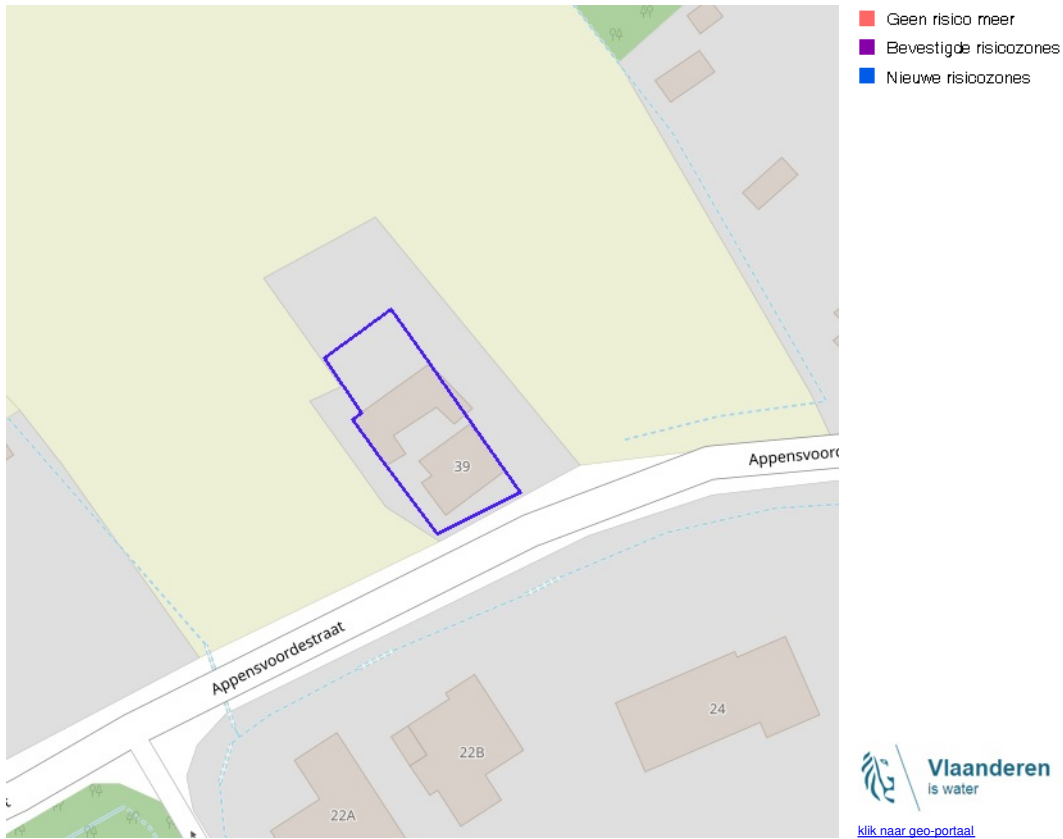 Geen risico meer
Bevestigde risicozones
Nieuwe risicozones
39
Appensvoord
Appensvoordestraat
24
22B
22A
Vlaanderen
is water
klik naar geo-portaal